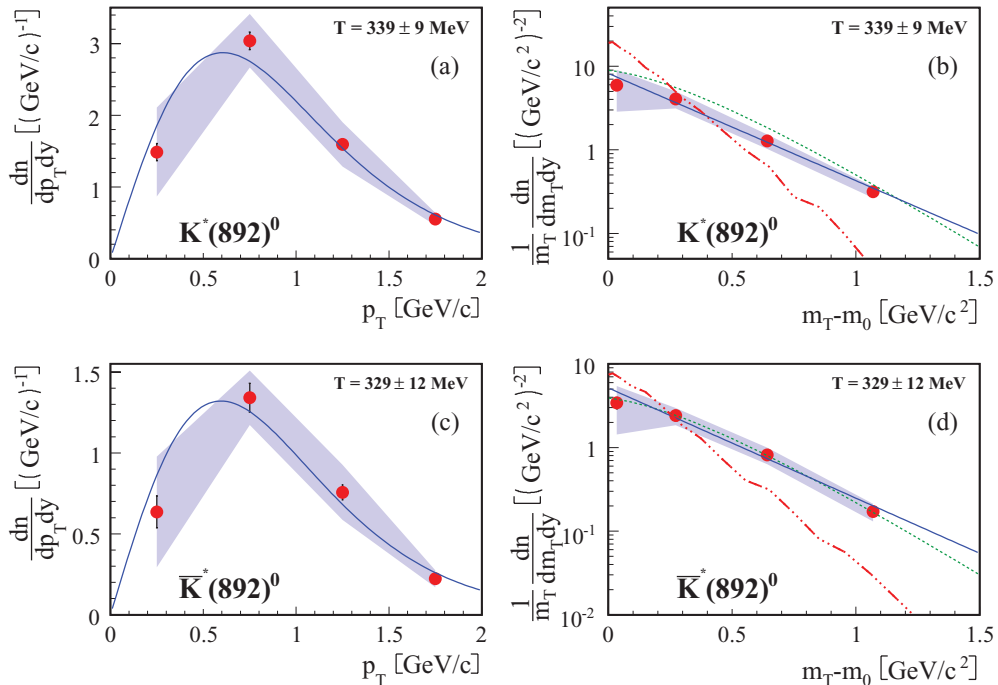 T = 339 ± 9 MeV
(a)
dn
dp_T dy [(GeV/c)^-1]
3
2
1
0
K^*(892)^0
0 0.5 1 1.5 2
p_T [GeV/c]
T = 339 ± 9 MeV
(b)
1 dn
m_T dm_T dy [(GeV/c^2)^-2]
10
1
10^-1
K^*(892)^0
0 0.5 1 1.5
m_T-m_0 [GeV/c^2]
T = 329 ± 12 MeV
(c)
dn
dp_T dy [(GeV/c)^-1]
1.5
1
0.5
0
K̅^*(892)^0
0 0.5 1 1.5 2
p_T [GeV/c]
T = 329 ± 12 MeV
(d)
1 dn
m_T dm_T dy [(GeV/c^2)^-2]
10
1
10^-1
10^-2
K̅^*(892)^0
0 0.5 1 1.5
m_T-m_0 [GeV/c^2]